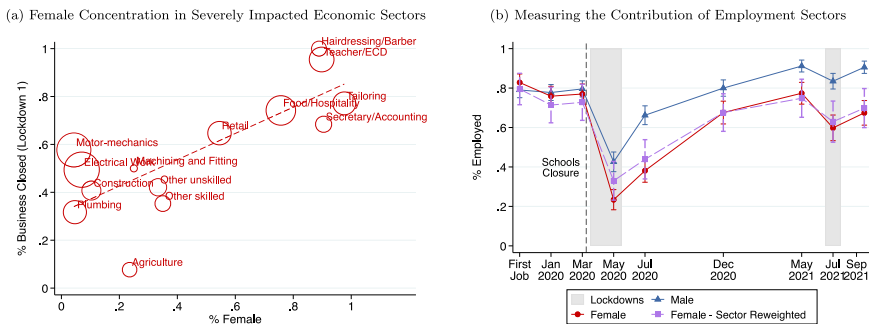 (a) Female Concentration in Severely Impacted Economic Sectors
% Business Closed (Lockdown 1)
1
.8
.6
.4
.2
0
Hairdressing/Barber
Teacher/ECD
Tailoring
Food/Hospitality
Secretary/Accounting
Retail
Motor-mechanics
Machining and Fitting
Electrical Work
Construction
Other unskilled
Other skilled
Plumbing
Agriculture
0
.2
.4
.6
.8
1
% Female
(b) Measuring the Contribution of Employment Sectors
% Employed
1
.8
.6
.4
.2
0
Schools
Closure
First
Job
Jan
2020
Mar
2020
May
2020
Jul
2020
Dec
2020
May
2021
Jul
2021
Sep
2021
Lockdowns
Male
Female
Female - Sector Reweighted